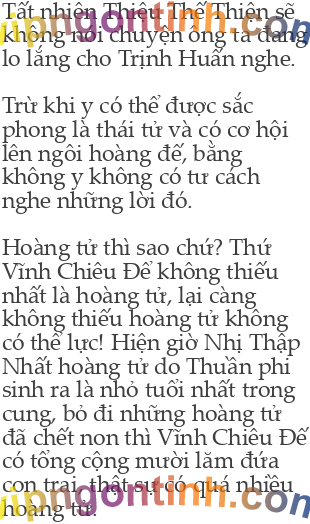 Tất nhiên Thiệu Thế Thiên sẽ
không nói chuyện ông ta đang
lo lắng cho Trịnh Huấn nghe.
Trừ khi y có thể được sắc
phong là thái tử và có cơ hội
lên ngôi hoàng đế, bằng
không y không có tư cách
nghe những lời đó.
Hoàng tử thì sao chứ? Thứ
Vĩnh Chiêu Để không thiếu
nhất là hoàng tử, lại càng
không thiếu hoàng tử không
có thế lực! Hiện giờ Nhị Thập
Nhất hoàng tử do Thuần phi
sinh ra là nhỏ tuổi nhất trong
cung, bỏ đi những hoàng tử
đã chết non thì Vĩnh Chiêu Đế
có tổng cộng mười lăm đứa
con trai, thật sự có quá nhiều
hoàng tử.
vipngontinh.com
vipngontinh.com